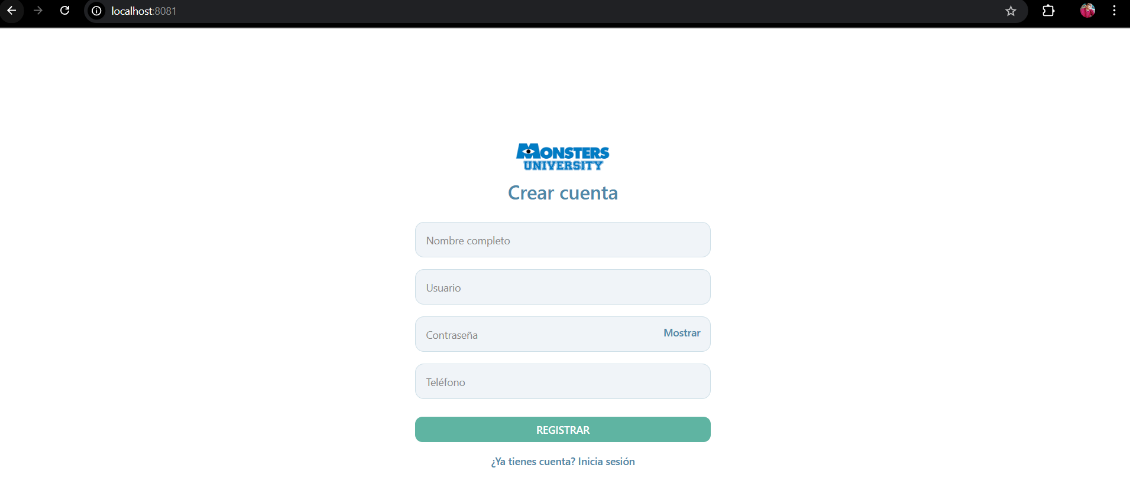 localhost:8081
MONSTERS
UNIVERSITY
Crear cuenta
Nombre completo
Usuario
Contraseña
Mostrar
Teléfono
REGISTRAR
¿Ya tienes cuenta? Inicia sesión